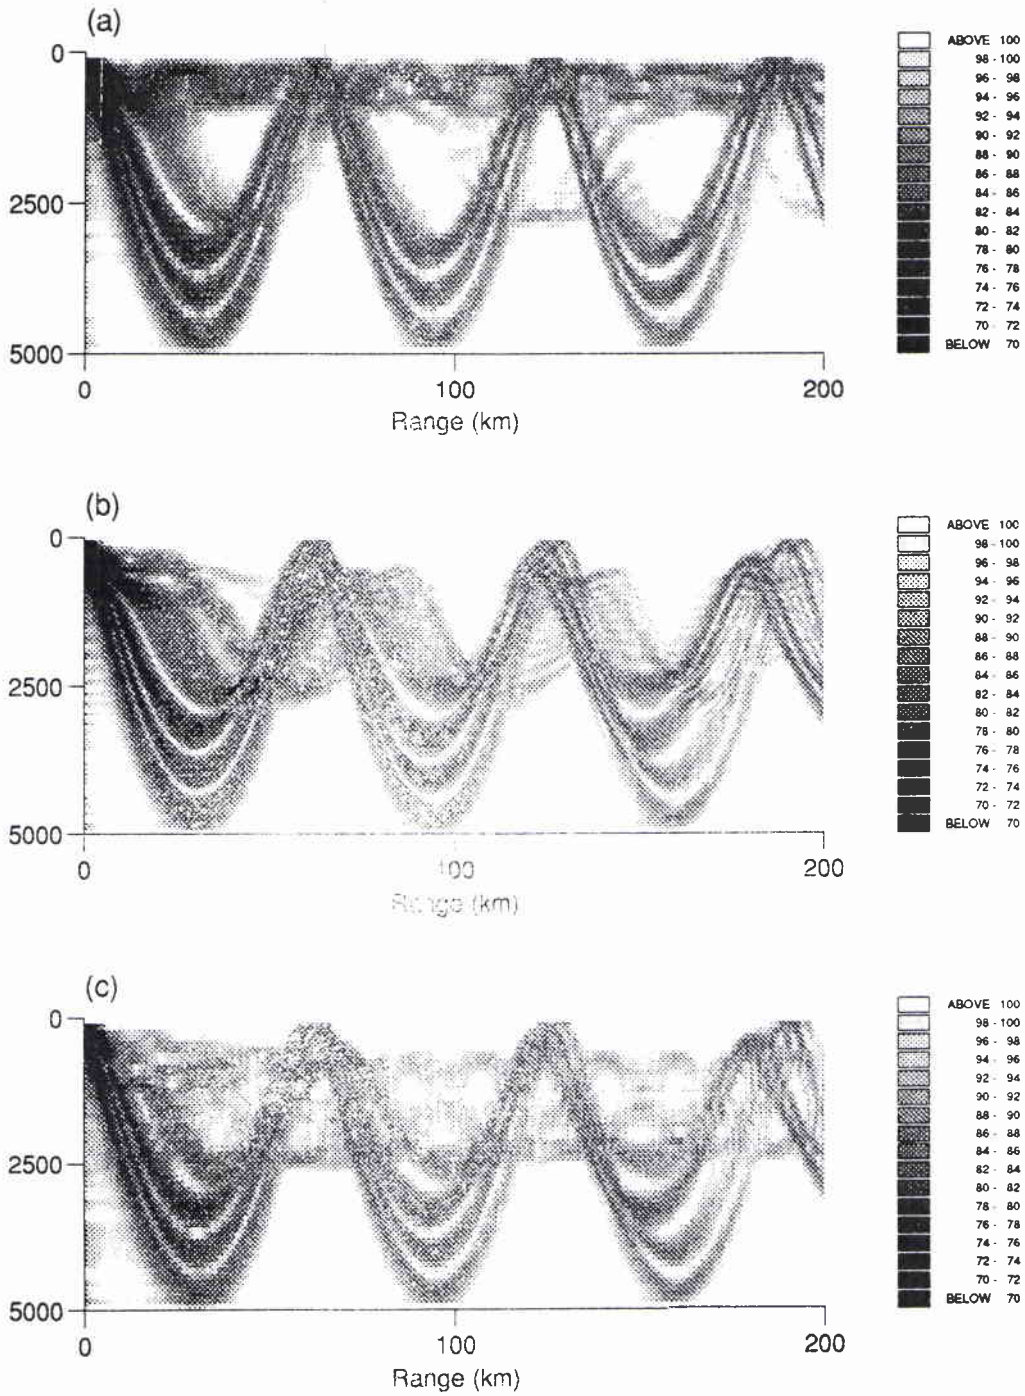 (a)
0
2500
5000
0
100
200
Range (km)
ABOVE 100
98 - 100
96 - 98
94 - 96
92 - 94
90 - 92
88 - 90
86 - 88
84 - 86
82 - 84
80 - 82
78 - 80
76 - 78
74 - 76
72 - 74
70 72
BELOW 70
(b)
0
2500
5000
0
100
200
Range (km)
ABOVE 100
98 - 100
96 - 98
94 - 96
92 - 94
90 - 92
88 - 90
86 - 88
84 - 86
82 - 84
80 - 82
78 - 80
76 - 78
74 - 76
72 - 74
70 - 72
BELOW 70
(c)
0
2500
5000
0
100
200
Range (km)
ABOVE 100
98 - 100
96 - 98
94 - 96
92 - 94
90 - 92
88 - 90
86 - 88
84 - 86
82 - 84
80 - 82
78 - 80
76 - 78
74 - 76
72 - 74
70 - 72
BELOW 70